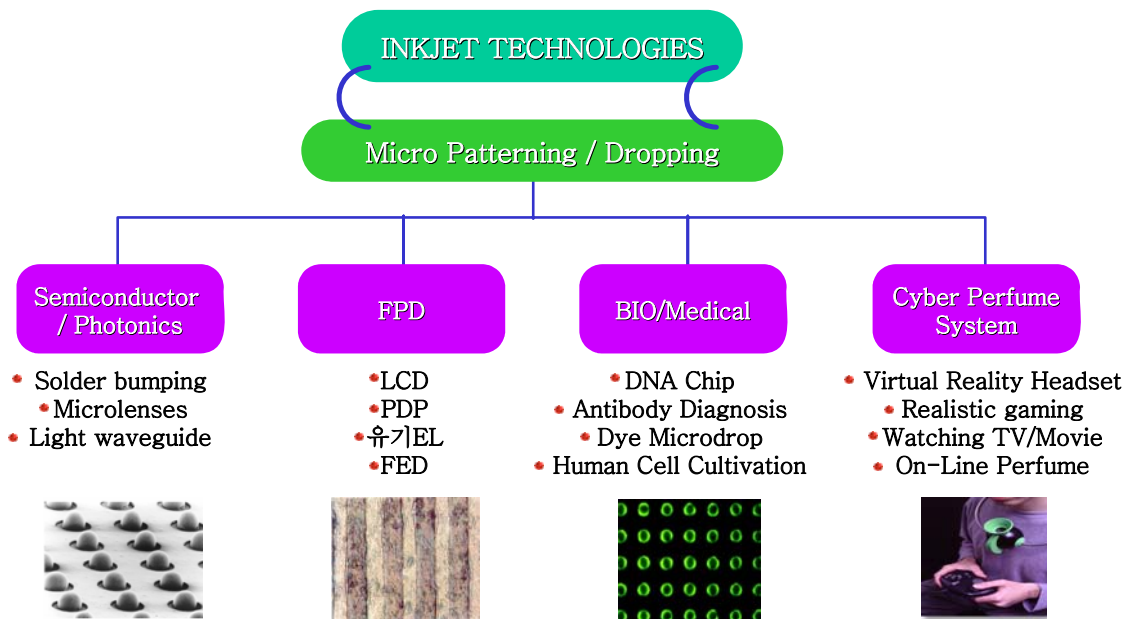 INKJET TECHNOLOGIES
Micro Patterning / Dropping
Semiconductor
/ Photonics
Solder bumping
Microlenses
Light waveguide
FPD
LCD
PDP
유기EL
FED
BIO/Medical
DNA Chip
Antibody Diagnosis
Dye Microdrop
Human Cell Cultivation
Cyber Perfume
System
Virtual Reality Headset
Realistic gaming
Watching TV/Movie
On-Line Perfume